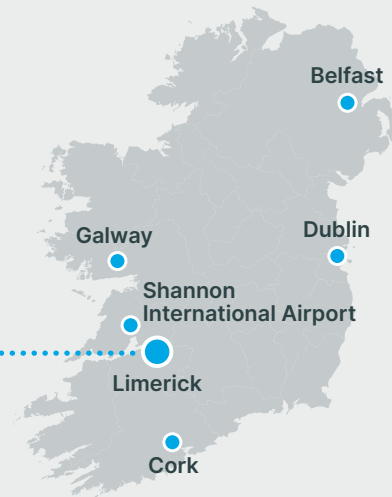 Belfast
Dublin
Galway
Shannon
International Airport
Limerick
Cork